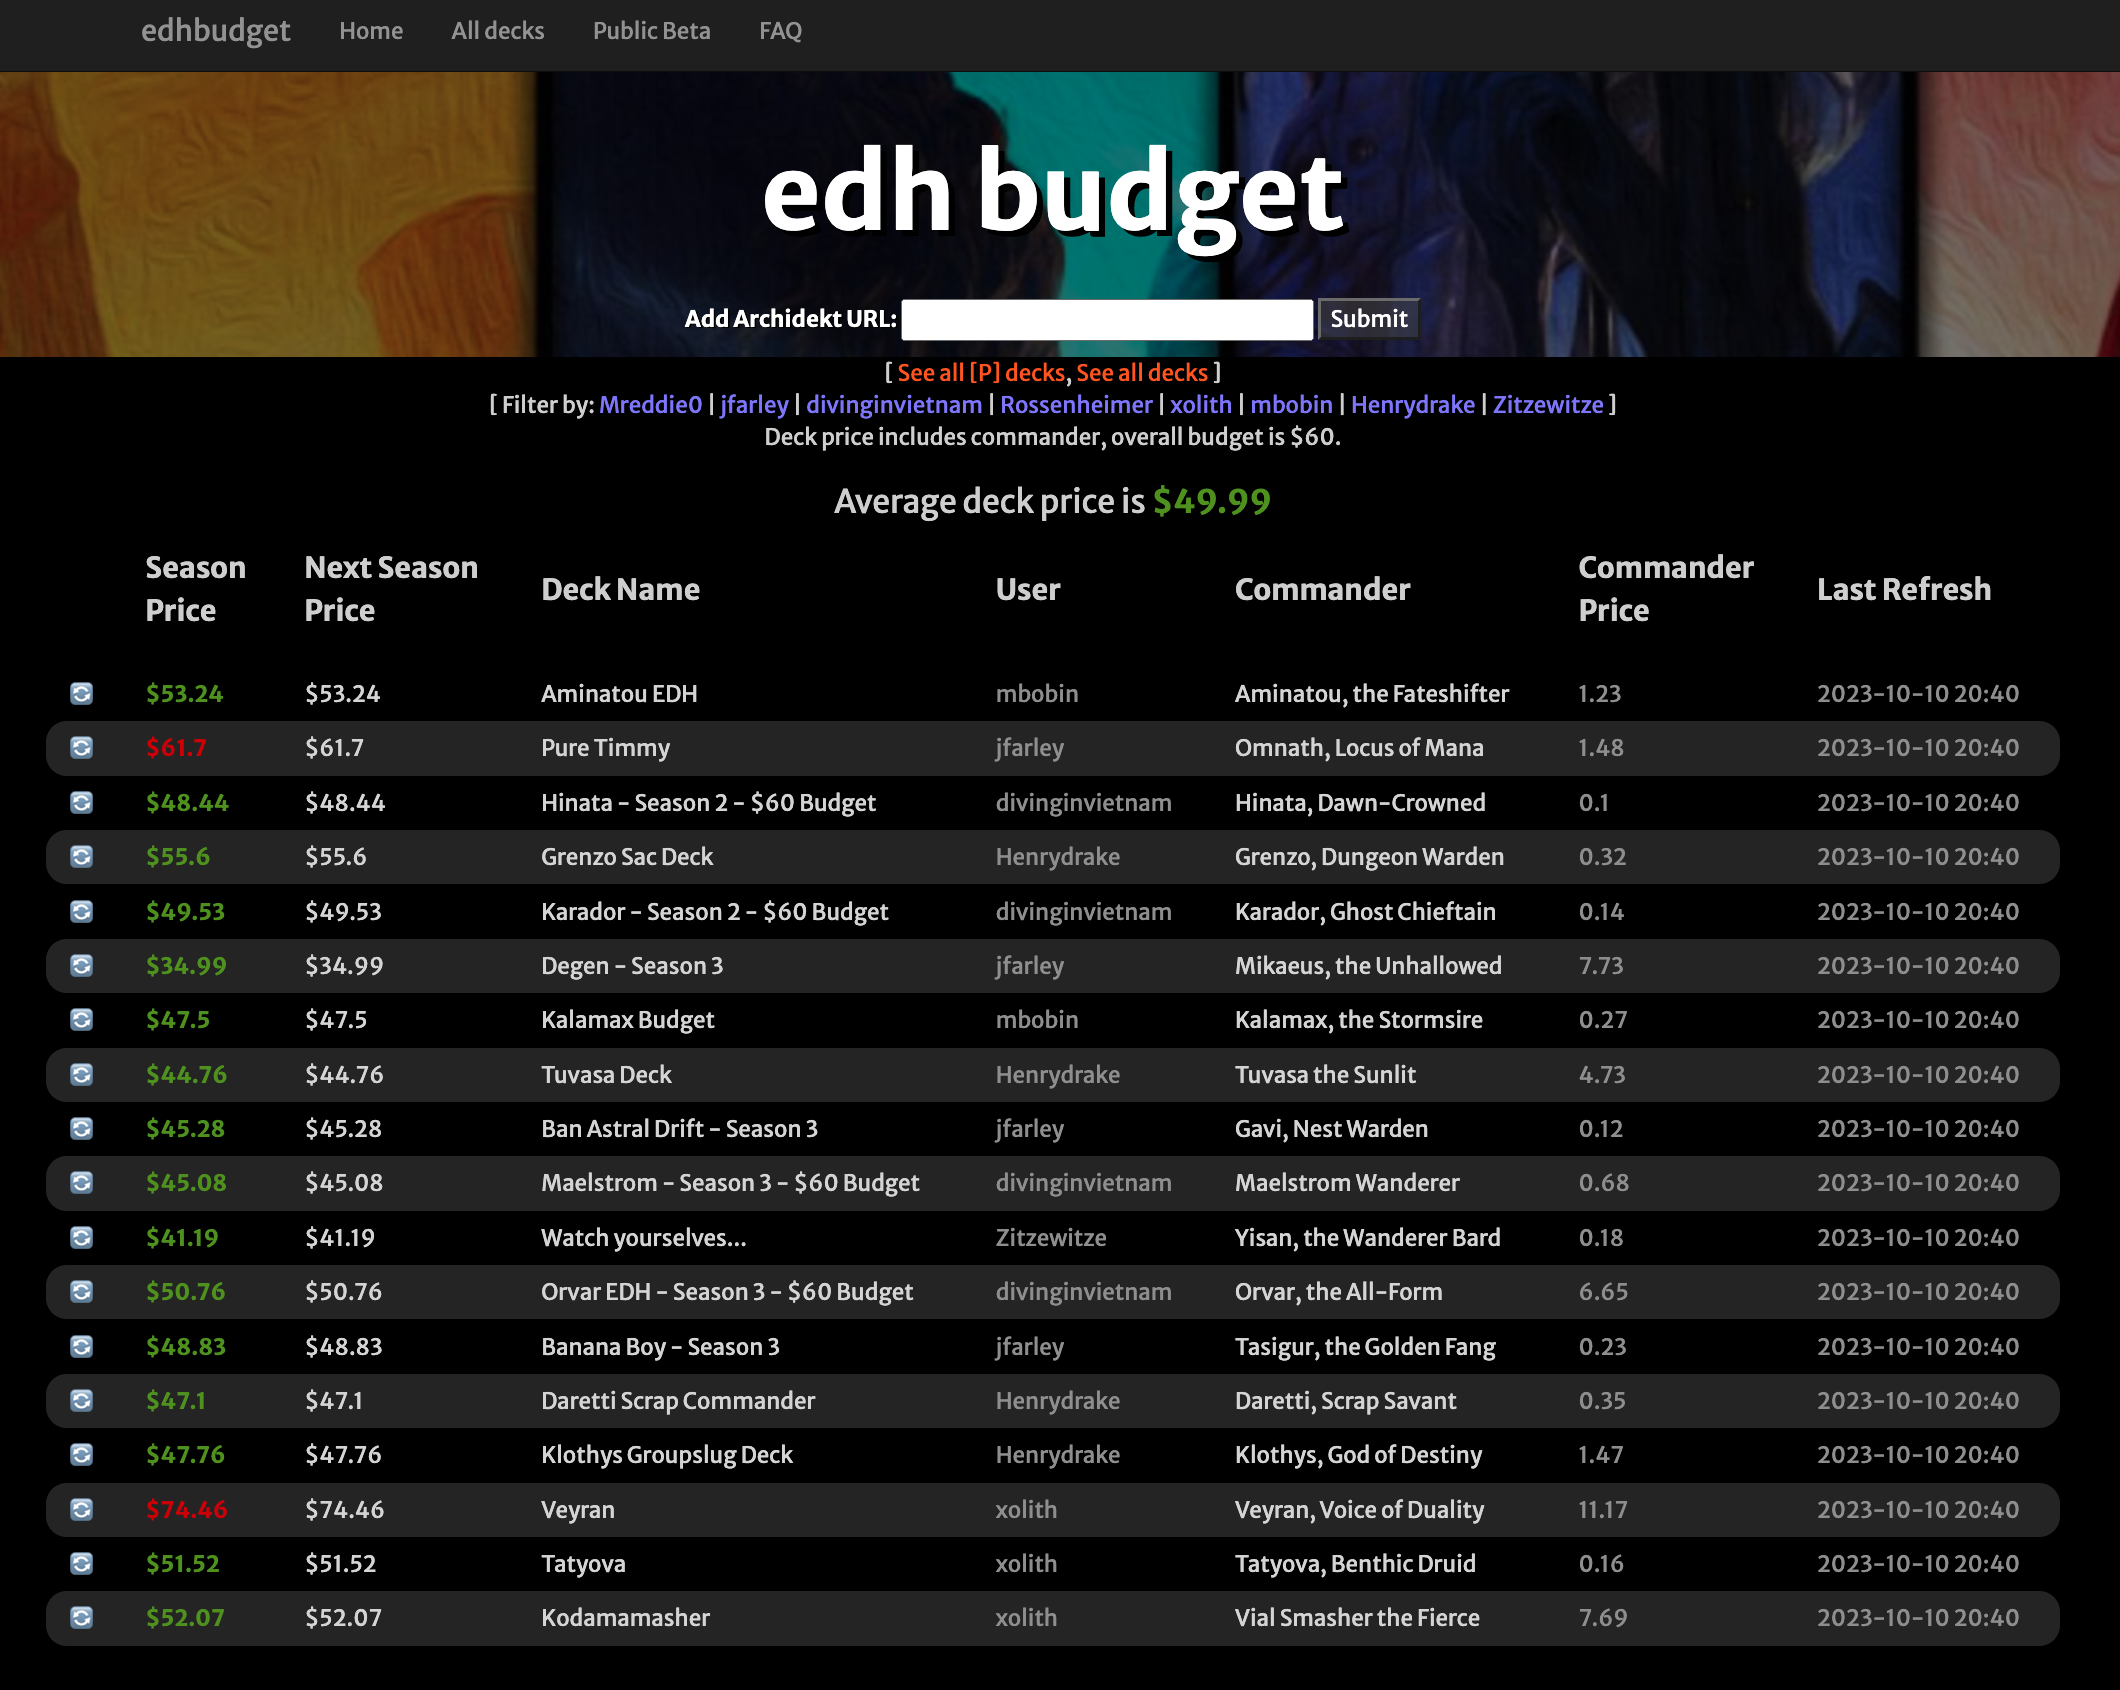 edhbudget Home All decks Public Beta FAQ
edh budget
Add Archidekt URL: Submit
[ See all [P] decks, See all decks ]
[ Filter by: Mreddie0 | jfarley | divinginvietnam | Rossenheimer | xolith | mbobin | Henrydrake | Zitzewitze ]
Deck price includes commander, overall budget is $60.
Average deck price is $49.99
Season Price Next Season Price Deck Name User Commander Commander Price Last Refresh
$53.24 $53.24 Aminatou EDH mbobin Aminatou, the Fateshifter 1.23 2023-10-10 20:40
$61.7 $61.7 Pure Timmy jfarley Omnath, Locus of Mana 1.48 2023-10-10 20:40
$48.44 $48.44 Hinata - Season 2 - $60 Budget divinginvietnam Hinata, Dawn-Crowned 0.1 2023-10-10 20:40
$55.6 $55.6 Grenzo Sac Deck Henrydrake Grenzo, Dungeon Warden 0.32 2023-10-10 20:40
$49.53 $49.53 Karador - Season 2 - $60 Budget divinginvietnam Karador, Ghost Chieftain 0.14 2023-10-10 20:40
$34.99 $34.99 Degen - Season 3 jfarley Mikaeus, the Unhallowed 7.73 2023-10-10 20:40
$47.5 $47.5 Kalamax Budget mbobin Kalamax, the Stormsire 0.27 2023-10-10 20:40
$44.76 $44.76 Tuvasa Deck Henrydrake Tuvasa the Sunlit 4.73 2023-10-10 20:40
$45.28 $45.28 Ban Astral Drift - Season 3 jfarley Gavi, Nest Warden 0.12 2023-10-10 20:40
$45.08 $45.08 Maelstrom - Season 3 - $60 Budget divinginvietnam Maelstrom Wanderer 0.68 2023-10-10 20:40
$41.19 $41.19 Watch yourselves... Zitzewitze Yisan, the Wanderer Bard 0.18 2023-10-10 20:40
$50.76 $50.76 Orvar EDH - Season 3 - $60 Budget divinginvietnam Orvar, the All-Form 6.65 2023-10-10 20:40
$48.83 $48.83 Banana Boy - Season 3 jfarley Tasigur, the Golden Fang 0.23 2023-10-10 20:40
$47.1 $47.1 Daretti Scrap Commander Henrydrake Daretti, Scrap Savant 0.35 2023-10-10 20:40
$47.76 $47.76 Klothys Groupslug Deck Henrydrake Klothys, God of Destiny 1.47 2023-10-10 20:40
$74.46 $74.46 Veyran xolith Veyran, Voice of Duality 11.17 2023-10-10 20:40
$51.52 $51.52 Tatyova xolith Tatyova, Benthic Druid 0.16 2023-10-10 20:40
$52.07 $52.07 Kodamamasher xolith Vial Smasher the Fierce 7.69 2023-10-10 20:40